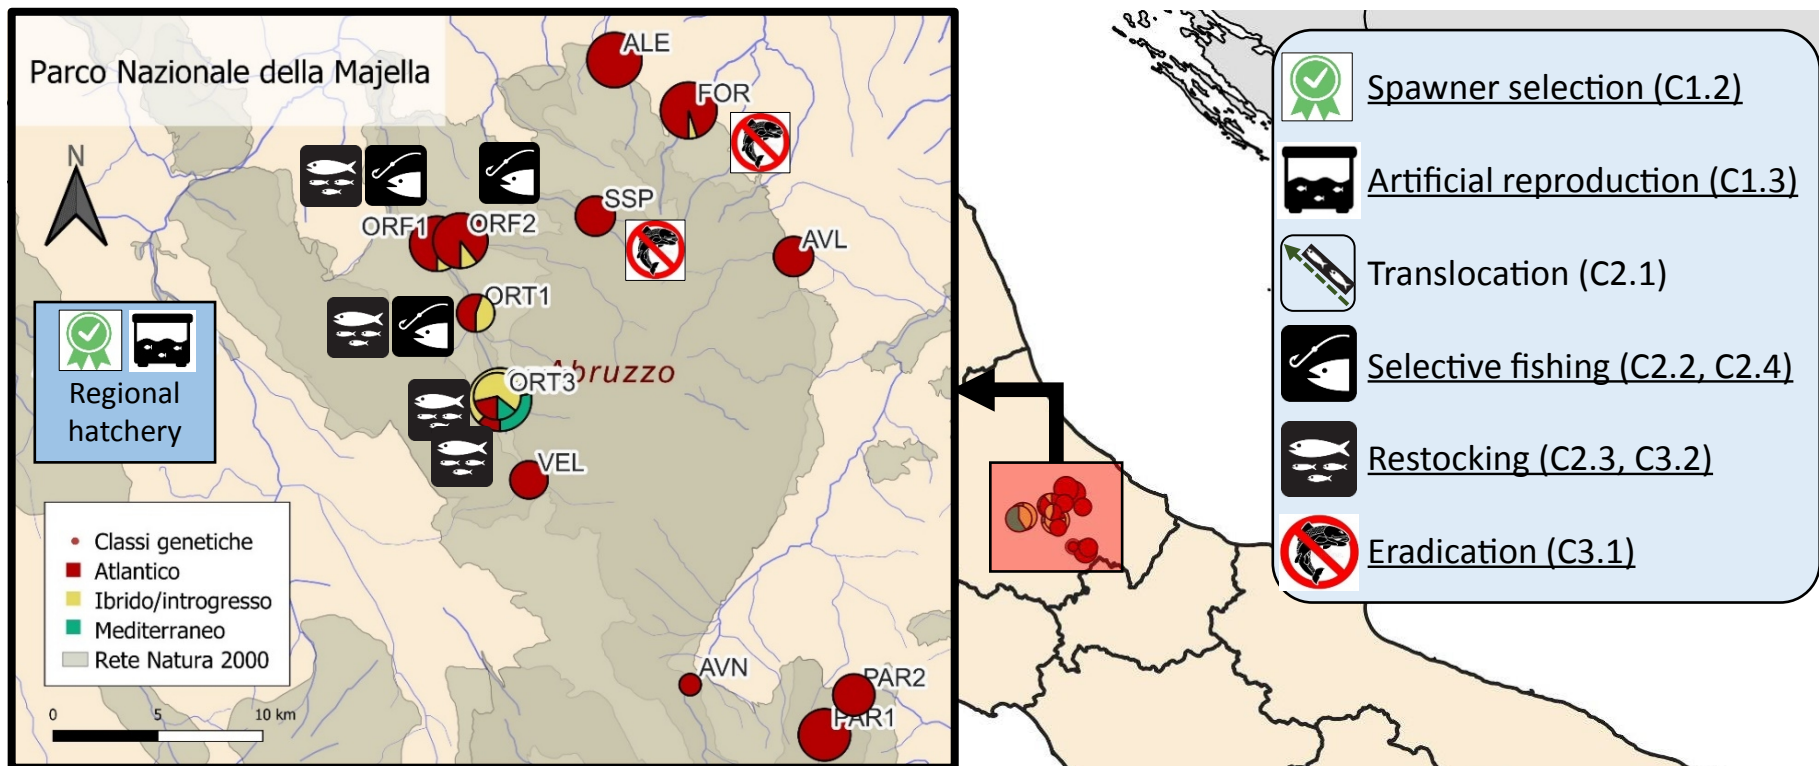 Parco Nazionale della Majella
N
ALE
FOR
SSP
ORF1
ORF2
AVL
ORT1
Abruzzo
ORT3
VEL
AVN
PAR2
PAR1
Regional
hatchery
Classi genetiche
Atlantico
Ibrido/introgresso
Mediterraneo
Rete Natura 2000
0 5 10 km
Spawner selection (C1.2)
Artificial reproduction (C1.3)
Translocation (C2.1)
Selective fishing (C2.2, C2.4)
Restocking (C2.3, C3.2)
Eradication (C3.1)